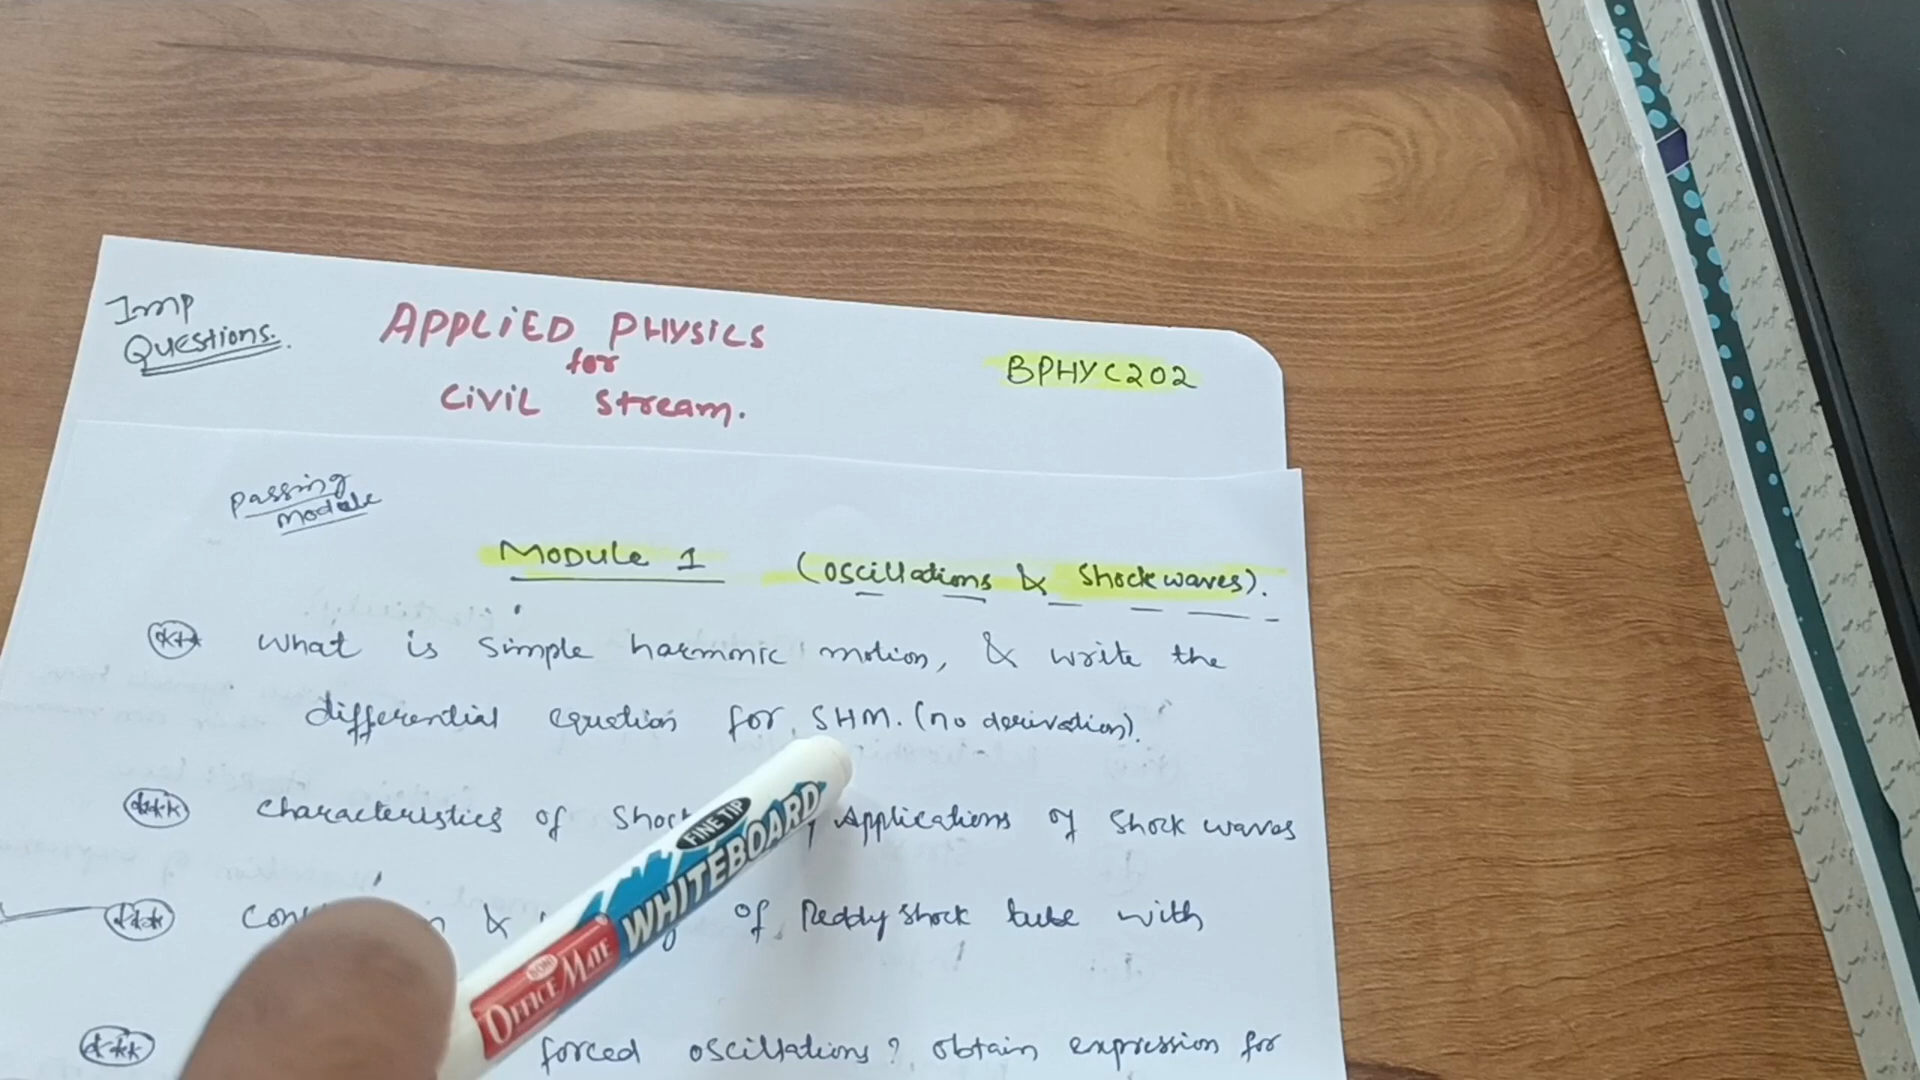 Imp
Questions.
APPLiED PHYSICS
for
CiViL Stream.
BPHYC202
Passing
Module
MODULE 1 (Oscillations & Shockwaves).
*** What is simple harmonic motion, & write the
differential equation for SHM. (no derivation).
*** Characteristics of Shock , Applications of Shock waves
*** & of Reddy shock tube with
*** forced oscillations? obtain expression for
FINE TIP
WHITEBOARD
OFFICE MATE